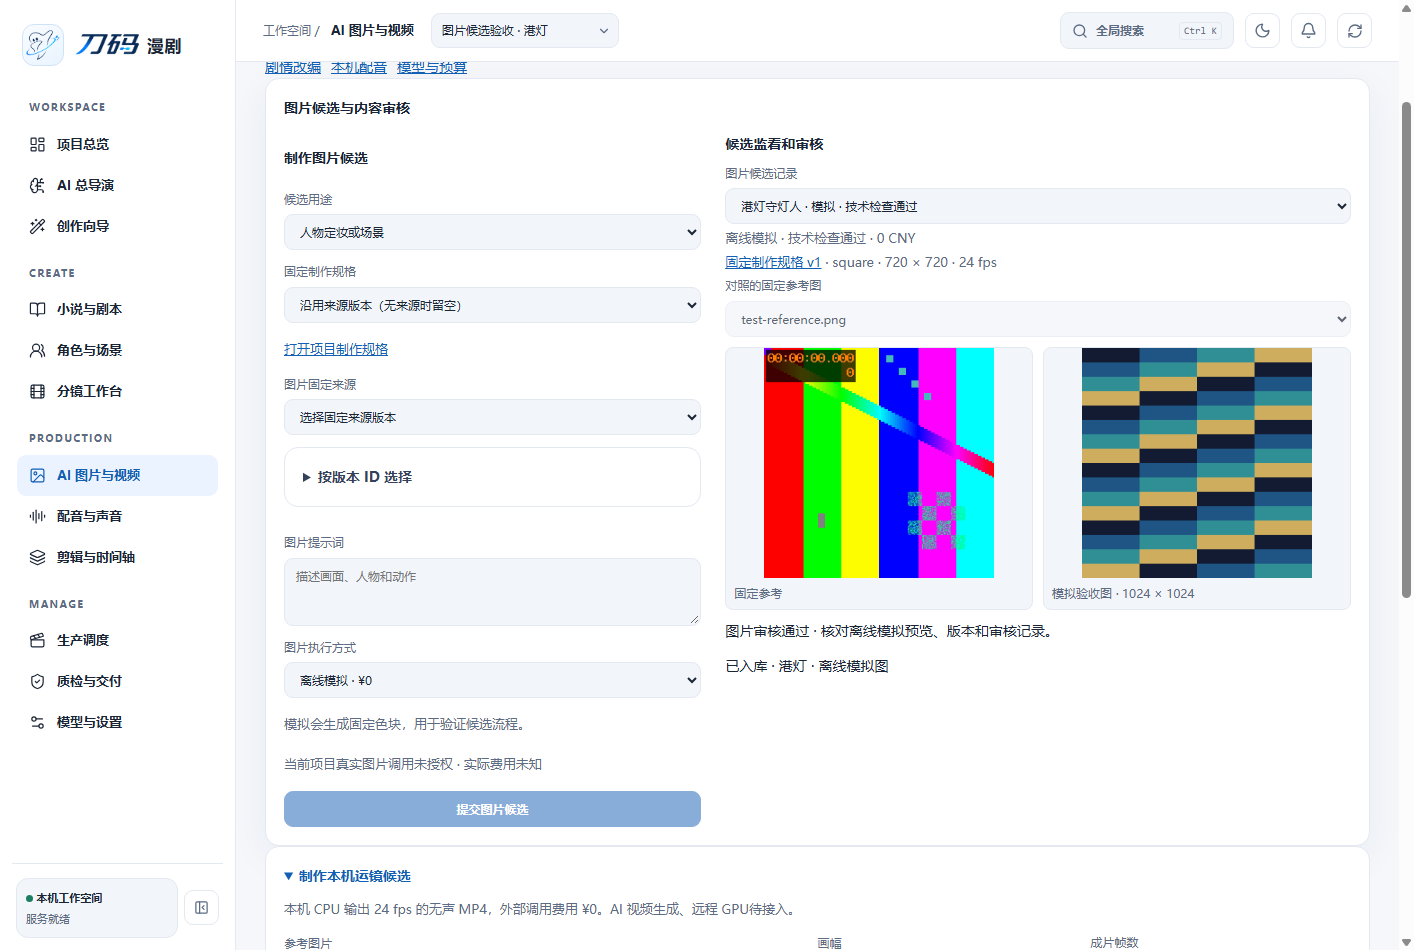 刀码 漫剧
工作空间 / AI 图片与视频
图片候选验收 · 港灯
全局搜索 Ctrl K
WORKSPACE
项目总览
AI 总导演
创作向导
CREATE
小说与剧本
角色与场景
分镜工作台
PRODUCTION
AI 图片与视频
配音与声音
剪辑与时间轴
MANAGE
生产调度
质检与交付
模型与设置
本机工作空间
服务就绪
剧情改编 本机配音 模型与预算
图片候选与内容审核
制作图片候选
候选用途
人物定妆或场景
固定制作规格
沿用来源版本（无来源时留空）
打开项目制作规格
图片固定来源
选择固定来源版本
按版本 ID 选择
图片提示词
描述画面、人物和动作
图片执行方式
离线模拟 · ¥0
模拟会生成固定色块，用于验证候选流程。
当前项目真实图片调用未授权 · 实际费用未知
提交图片候选
候选监看和审核
图片候选记录
港灯守灯人 · 模拟 · 技术检查通过
离线模拟 · 技术检查通过 · 0 CNY
固定制作规格 v1 · square · 720 × 720 · 24 fps
对照的固定参考图
test-reference.png
00:00:00.000
0
固定参考
模拟验收图 · 1024 × 1024
图片审核通过 · 核对离线模拟预览、版本和审核记录。
已入库 · 港灯 · 离线模拟图
制作本机运镜候选
本机 CPU 输出 24 fps 的无声 MP4，外部调用费用 ¥0。AI 视频生成、远程 GPU待接入。
参考图片
画幅
成片帧数